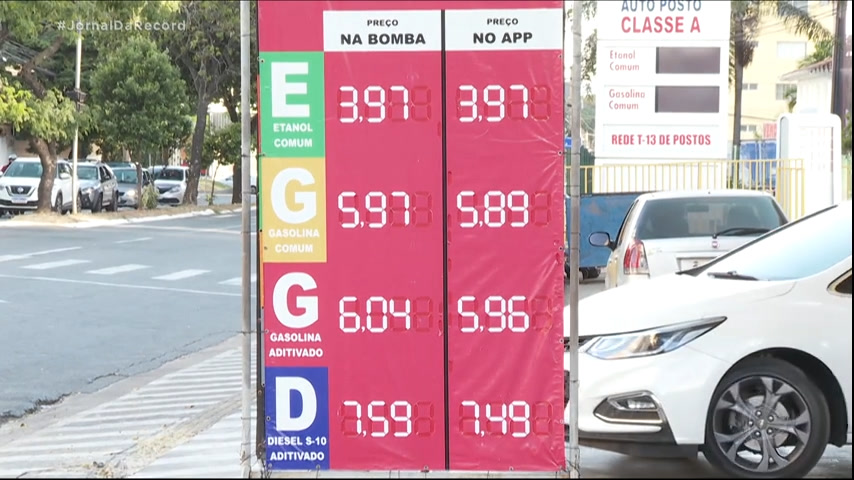 #JornalDaRecord
PREÇO
NA BOMBA
PREÇO
NO APP
E
ETANOL
COMUM
3,97
3,97
G
GASOLINA
COMUM
5,97
5,89
G
GASOLINA
ADITIVADO
6,04
5,96
D
DIESEL S-10
ADITIVADO
7,59
7,49
AUTO POSTO
CLASSE A
Etanol
Comum
Gasolina
Comum
REDE T-13 DE POSTOS